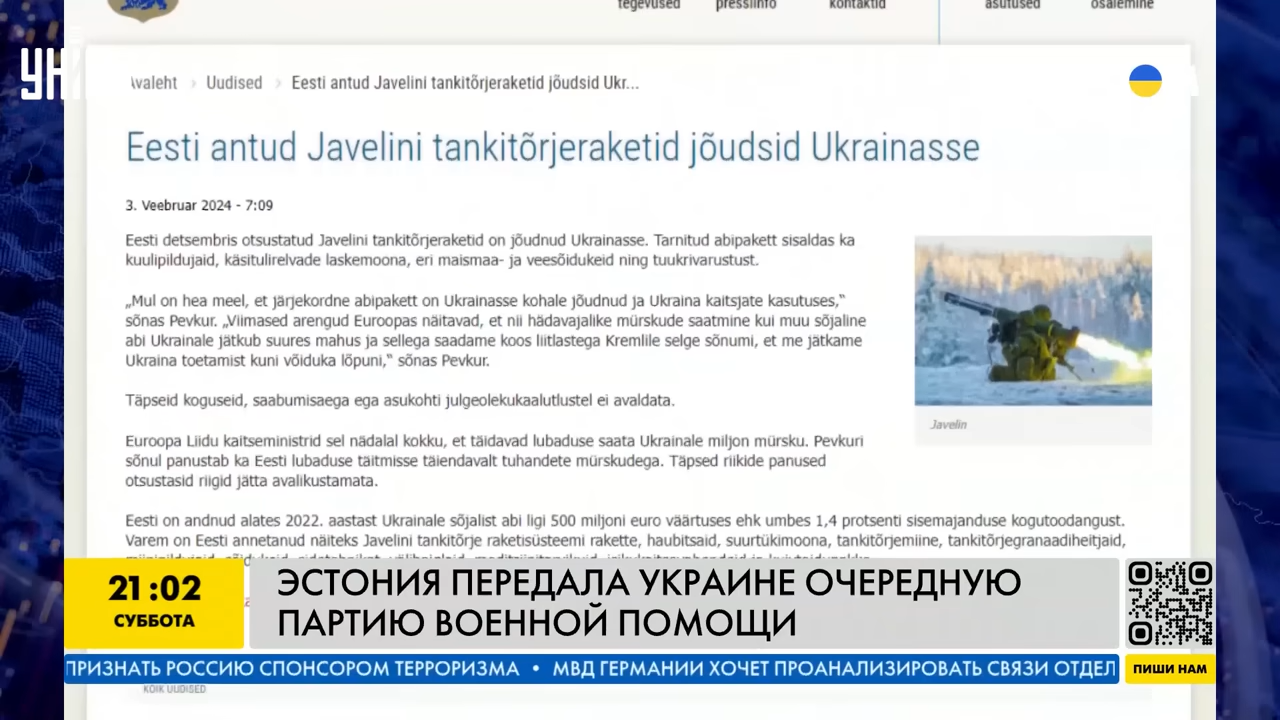 tegevused pressiinfo kontaktid asutused osalemine
УНІ
Avaleht Uudised Eesti antud Javelini tankitõrjeraketid jõudsid Ukr...
Eesti antud Javelini tankitõrjeraketid jõudsid Ukrainasse
3. Veebruar 2024 - 7:09
Eesti detsembris otsustatud Javelini tankitõrjeraketid on jõudnud Ukrainasse. Tarnitud abipakett sisaldas ka
kuulipildujaid, käsitulirelvade laskemoona, eri maismaa- ja veesõidukeid ning tuukrivarustust.
„Mul on hea meel, et järjekordne abipakett on Ukrainasse kohale jõudnud ja Ukraina kaitsjate kasutuses,“
sõnas Pevkur. „Viimased arengud Euroopas näitavad, et nii hädavajalike mürskude saatmine kui muu sõjaline
abi Ukrainale jätkub suures mahus ja sellega saadame koos liitlastega Kremlile selge sõnumi, et me jätkame
Ukraina toetamist kuni võiduka lõpuni,“ sõnas Pevkur.
Täpseid koguseid, saabumisaega ega asukohti julgeolekukaalutlustel ei avaldata.
Javelin
Euroopa Liidu kaitseministrid sel nädalal kokku, et täidavad lubaduse saata Ukrainale miljon mürsku. Pevkuri
sõnul panustab ka Eesti lubaduse täitmisse täiendavalt tuhandete mürskudega. Täpsed riikide panused
otsustasid riigid jätta avalikustamata.
Eesti on andnud alates 2022. aastast Ukrainale sõjalist abi ligi 500 miljoni euro väärtuses ehk umbes 1,4 protsenti sisemajanduse kogutoodangust.
Varem on Eesti annetanud näiteks Javelini tankitõrje raketisüsteemi rakette, haubitsaid, suurtükimoona, tankitõrjemiine, tankitõrjegranaadiheitjaid,
21:02
СУББОТА
ЭСТОНИЯ ПЕРЕДАЛА УКРАИНЕ ОЧЕРЕДНУЮ
ПАРТИЮ ВОЕННОЙ ПОМОЩИ
ПРИЗНАТЬ РОССИЮ СПОНСОРОМ ТЕРРОРИЗМА • МВД ГЕРМАНИИ ХОЧЕТ ПРОАНАЛИЗИРОВАТЬ СВЯЗИ ОТДЕЛ
ПИШИ НАМ
KÕIK UUDISED